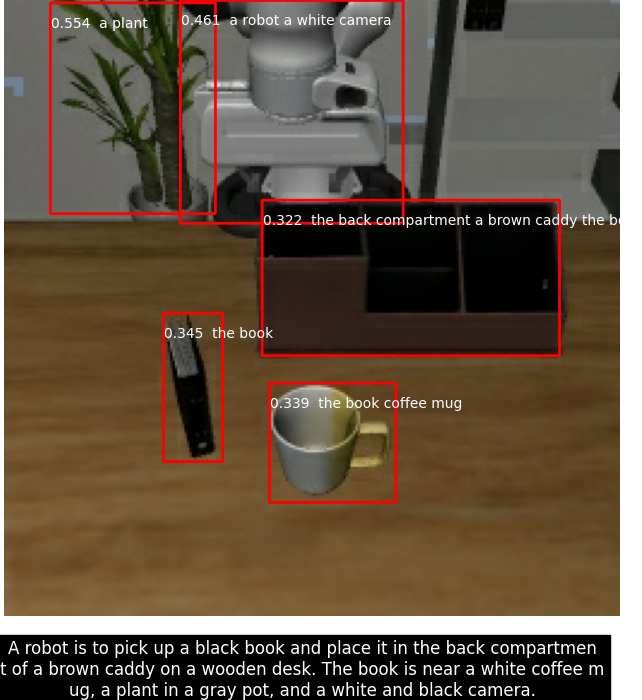 0.554 a plant
0.461 a robot a white camera
0.322 the back compartment a brown caddy the b
0.345 the book
0.339 the book coffee mug
A robot is to pick up a black book and place it in the back compartmen
t of a brown caddy on a wooden desk. The book is near a white coffee m
ug, a plant in a gray pot, and a white and black camera.